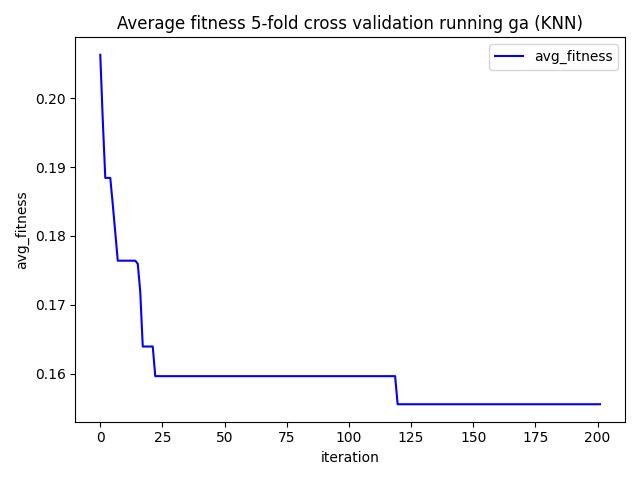 Average fitness 5-fold cross validation running ga (KNN)
avg_fitness
0.20
0.19
0.18
0.17
0.16
avg_fitness
0 25 50 75 100 125 150 175 200
iteration